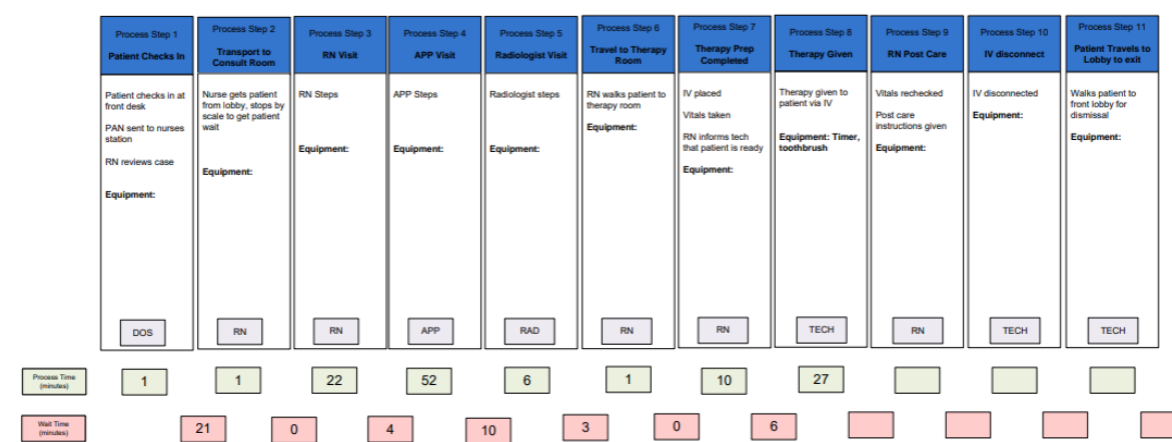 Process Step 1
Patient Checks In
Patient checks in at
front desk
PAN sent to nurses
station
RN reviews case
Equipment:
DOS
Process Step 2
Transport to
Consult Room
Nurse gets patient
from lobby, stops by
scale to get patient
wait
Equipment:
RN
Process Step 3
RN Visit
RN Steps
Equipment:
RN
Process Step 4
APP Visit
APP Steps
Equipment:
APP
Process Step 5
Radiologist Visit
Radiologist steps
Equipment:
RAD
Process Step 6
Travel to Therapy
Room
RN walks patient to
therapy room
Equipment:
RN
Process Step 7
Therapy Prep
Completed
IV placed
Vitals taken
RN informs tech
that patient is ready
Equipment:
RN
Process Step 8
Therapy Given
Therapy given to
patient via IV
Equipment: Timer,
toothbrush
TECH
Process Step 9
RN Post Care
Vitals rechecked
Post care
instructions given
Equipment:
RN
Process Step 10
IV disconnect
IV disconnected
Equipment:
TECH
Process Step 11
Patient Travels to
Lobby to exit
Walks patient to
front lobby for
dismissal
Equipment:
TECH
Process Time
(minutes)
1 1 22 52 6 1 10 27
Wait Time
(minutes)
21 0 4 10 3 0 6